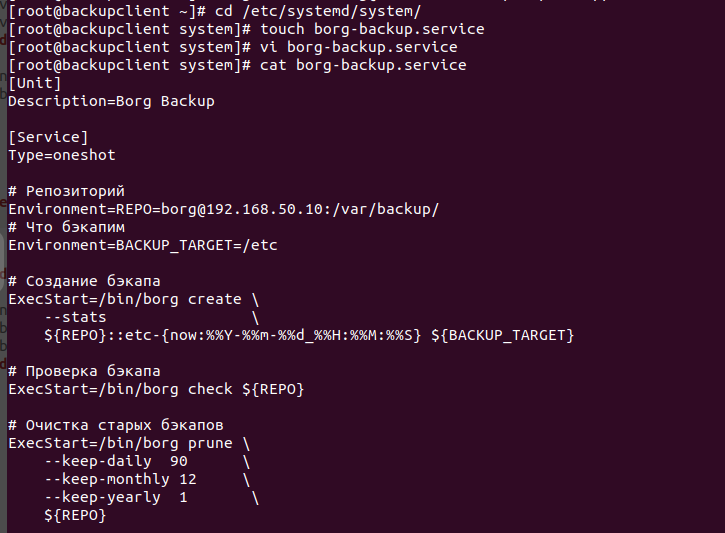 [root@backupclient ~]# cd /etc/systemd/system/
[root@backupclient system]# touch borg-backup.service
[root@backupclient system]# vi borg-backup.service
[root@backupclient system]# cat borg-backup.service
[Unit]
Description=Borg Backup

[Service]
Type=oneshot

# Репозиторий
Environment=REPO=borg@192.168.50.10:/var/backup/
# Что бэкапим
Environment=BACKUP_TARGET=/etc

# Создание бэкапа
ExecStart=/bin/borg create \
    --stats                \
    ${REPO}::etc-{now:%%Y-%%m-%%d_%%H:%%M:%%S} ${BACKUP_TARGET}

# Проверка бэкапа
ExecStart=/bin/borg check ${REPO}

# Очистка старых бэкапов
ExecStart=/bin/borg prune \
    --keep-daily  90      \
    --keep-monthly 12     \
    --keep-yearly  1       \
    ${REPO}